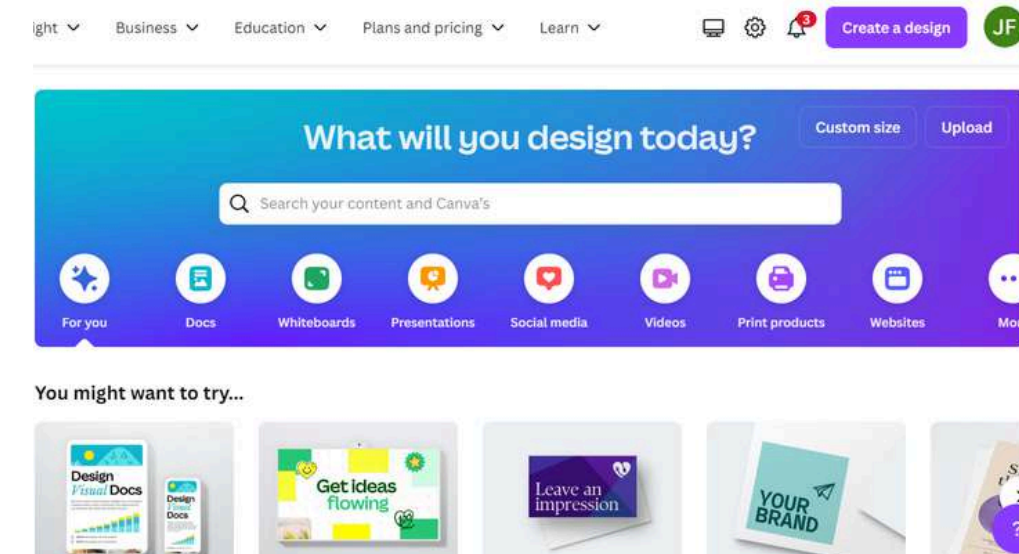 ight Business Education Plans and pricing Learn 3 Create a design JF
What will you design today? Custom size Upload
Search your content and Canva's
For you Docs Whiteboards Presentations Social media Videos Print products Websites Mor
You might want to try...
Design
Visual Docs
Design
Visual
Docs
Get ideas
flowing
Leave an
impression
YOUR
BRAND
?